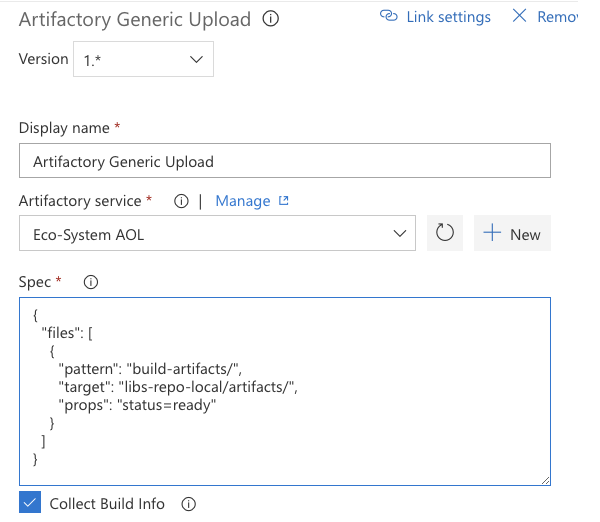 Artifactory Generic Upload
Link settings
Version 1.*
Display name *
Artifactory Generic Upload
Artifactory service * | Manage
Eco-System AOL
New
Spec *
{
"files": [
{
"pattern": "build-artifacts/",
"target": "libs-repo-local/artifacts/",
"props": "status=ready"
}
]
}
Collect Build Info